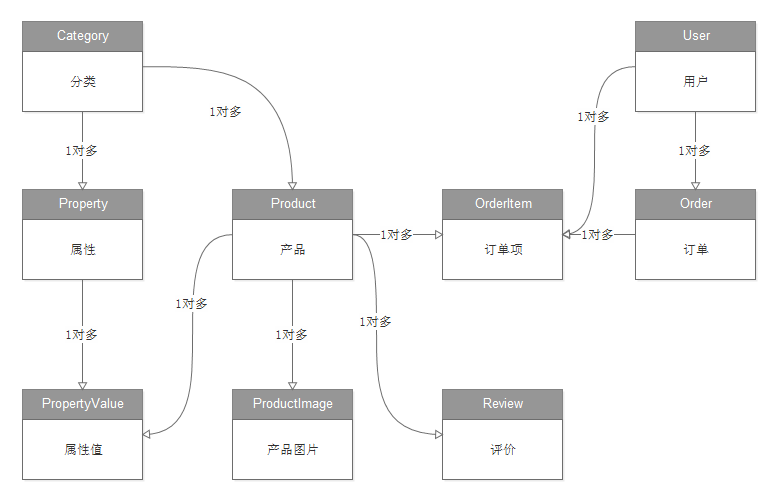 Category
分类
User
用户
1对多
1对多
1对多
1对多
Property
属性
Product
产品
OrderItem
订单项
Order
订单
1对多
1对多
1对多
1对多
1对多
1对多
1对多
PropertyValue
属性值
ProductImage
产品图片
Review
评价